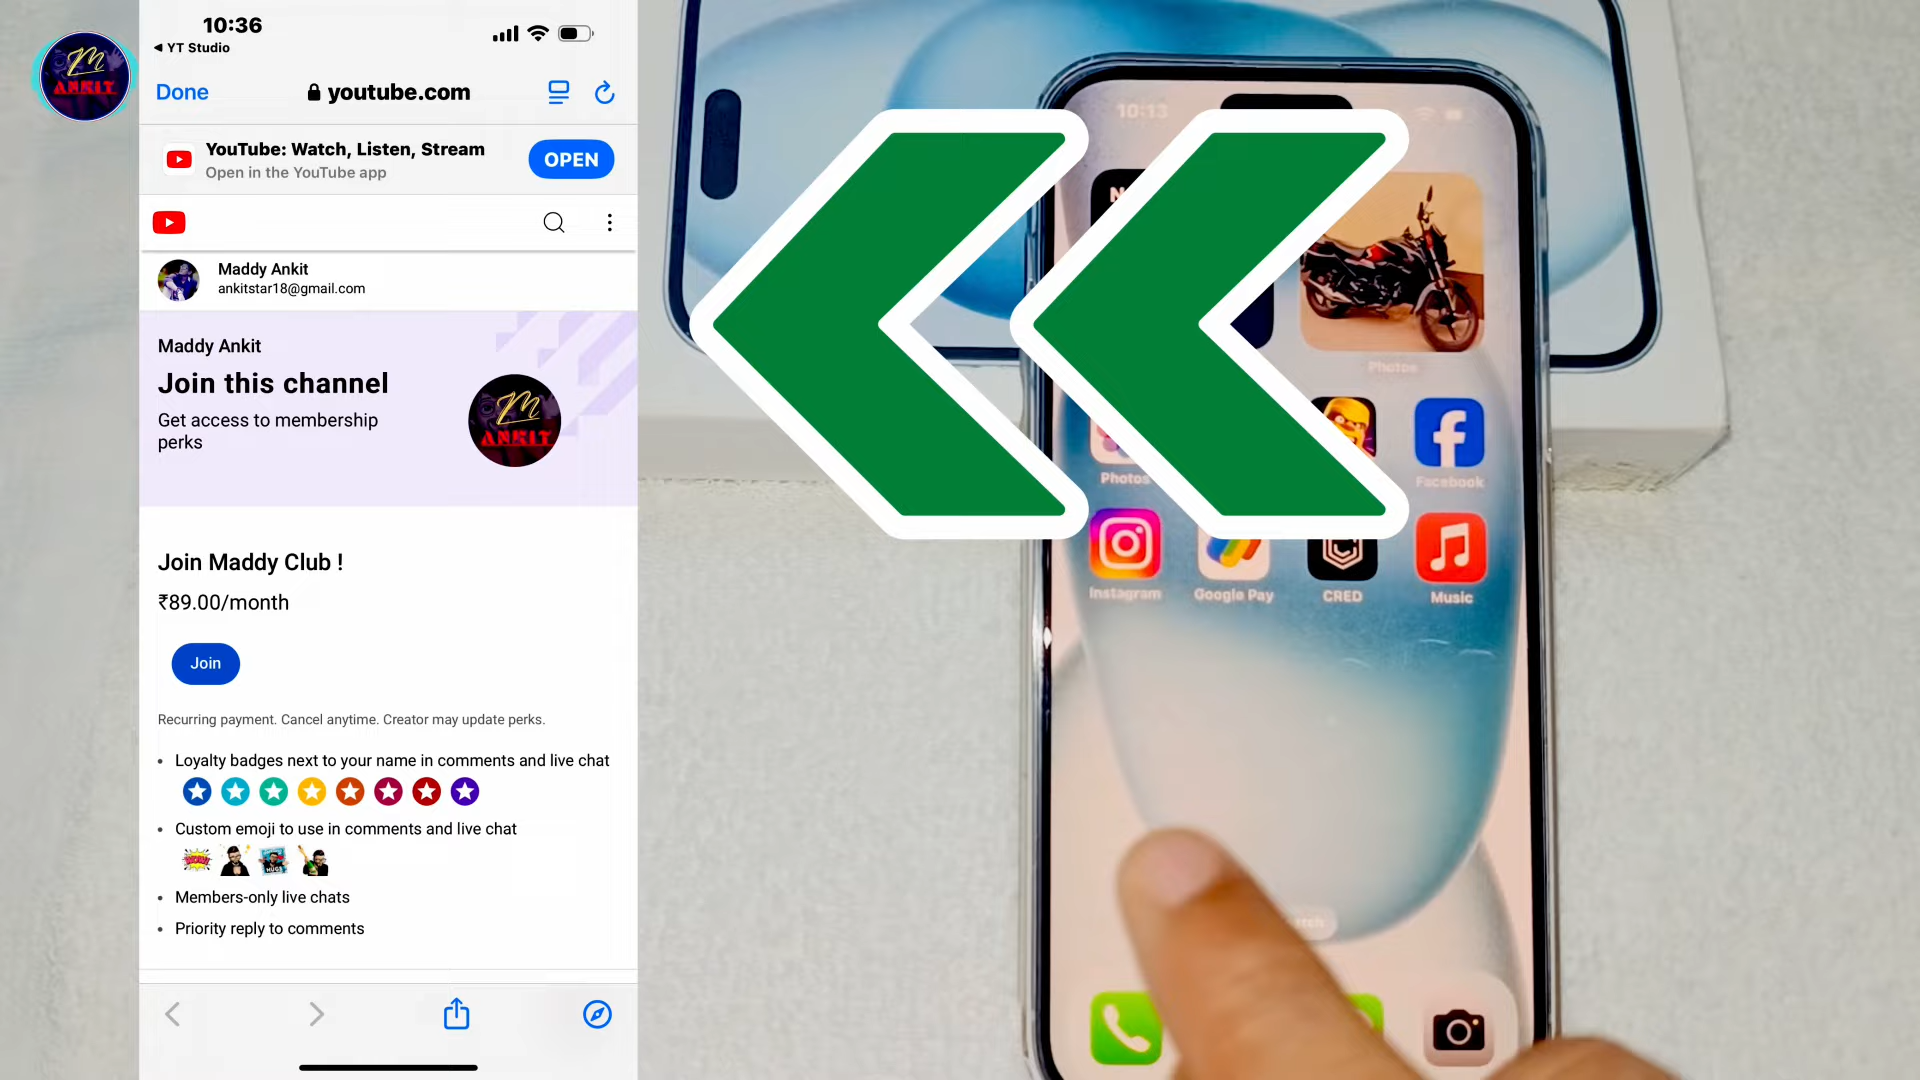 10:36
YT Studio
M
ANKIT
Done
youtube.com
YouTube: Watch, Listen, Stream
Open in the YouTube app
OPEN
Maddy Ankit
ankitstar18@gmail.com
Maddy Ankit
Join this channel
Get access to membership
perks
M
ANKIT
Join Maddy Club !
₹89.00/month
Join
Recurring payment. Cancel anytime. Creator may update perks.
• Loyalty badges next to your name in comments and live chat
• Custom emoji to use in comments and live chat
• Members-only live chats
• Priority reply to comments
10:13
Photos
Photos
Facebook
Instagram
Google Pay
CRED
Music